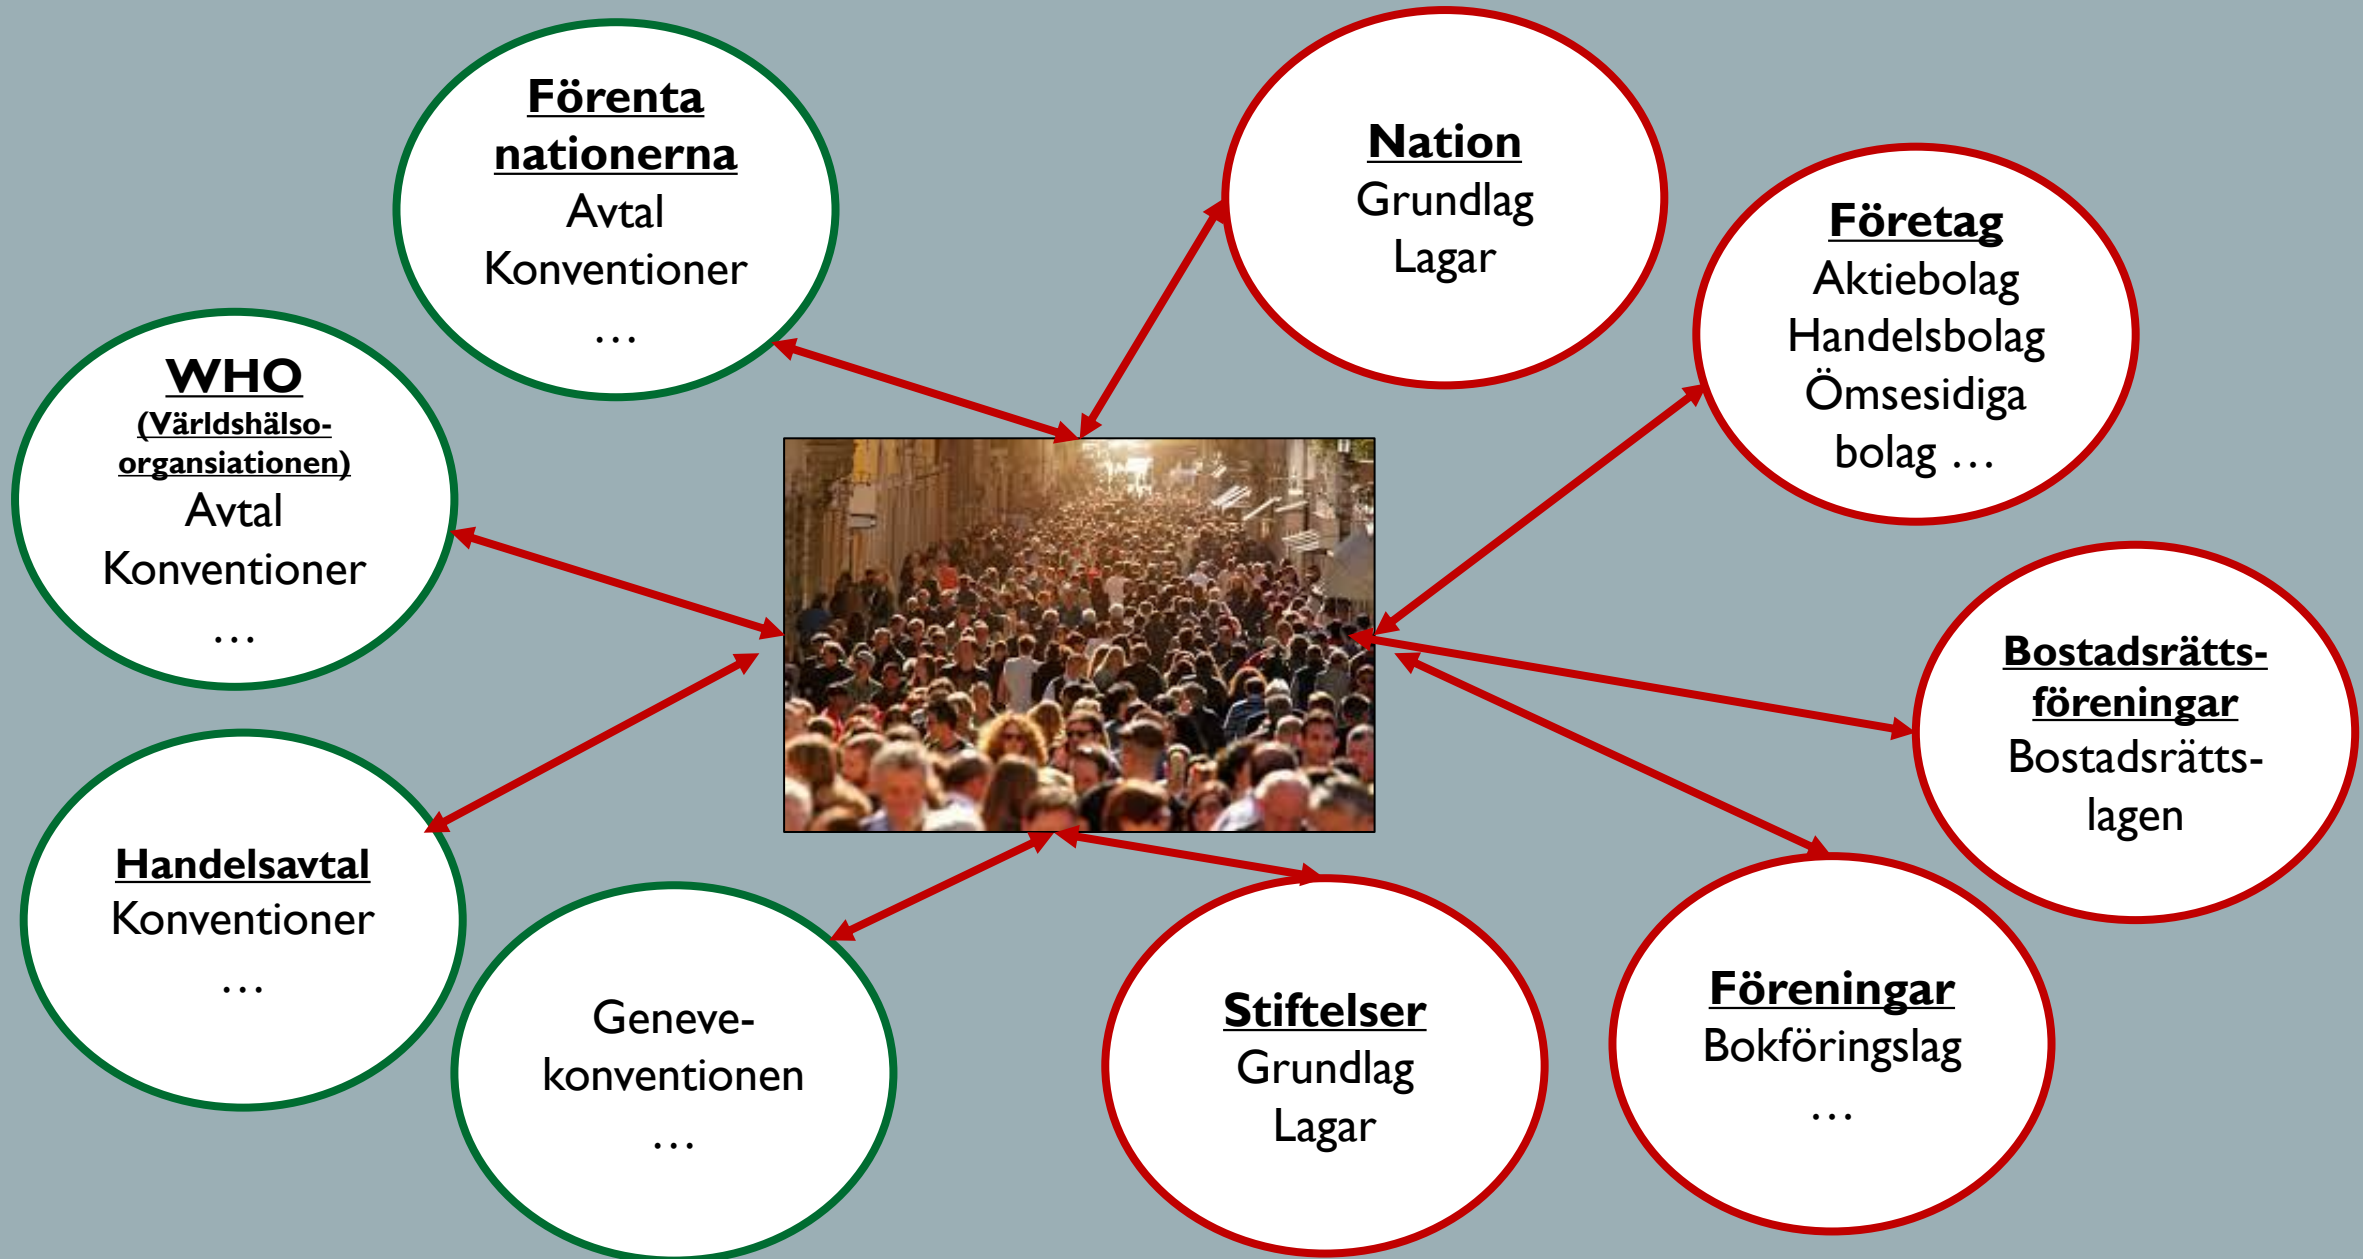 Förenta
nationerna
Avtal
Konventioner
…
Nation
Grundlag
Lagar
Företag
Aktiebolag
Handelsbolag
Ömsesidiga
bolag …
WHO
(Världshälso-
organsiationen)
Avtal
Konventioner
…
Bostadsrätts-
föreningar
Bostadsrätts-
lagen
Handelsavtal
Konventioner
…
Geneve-
konventionen
…
Stiftelser
Grundlag
Lagar
Föreningar
Bokföringslag
…